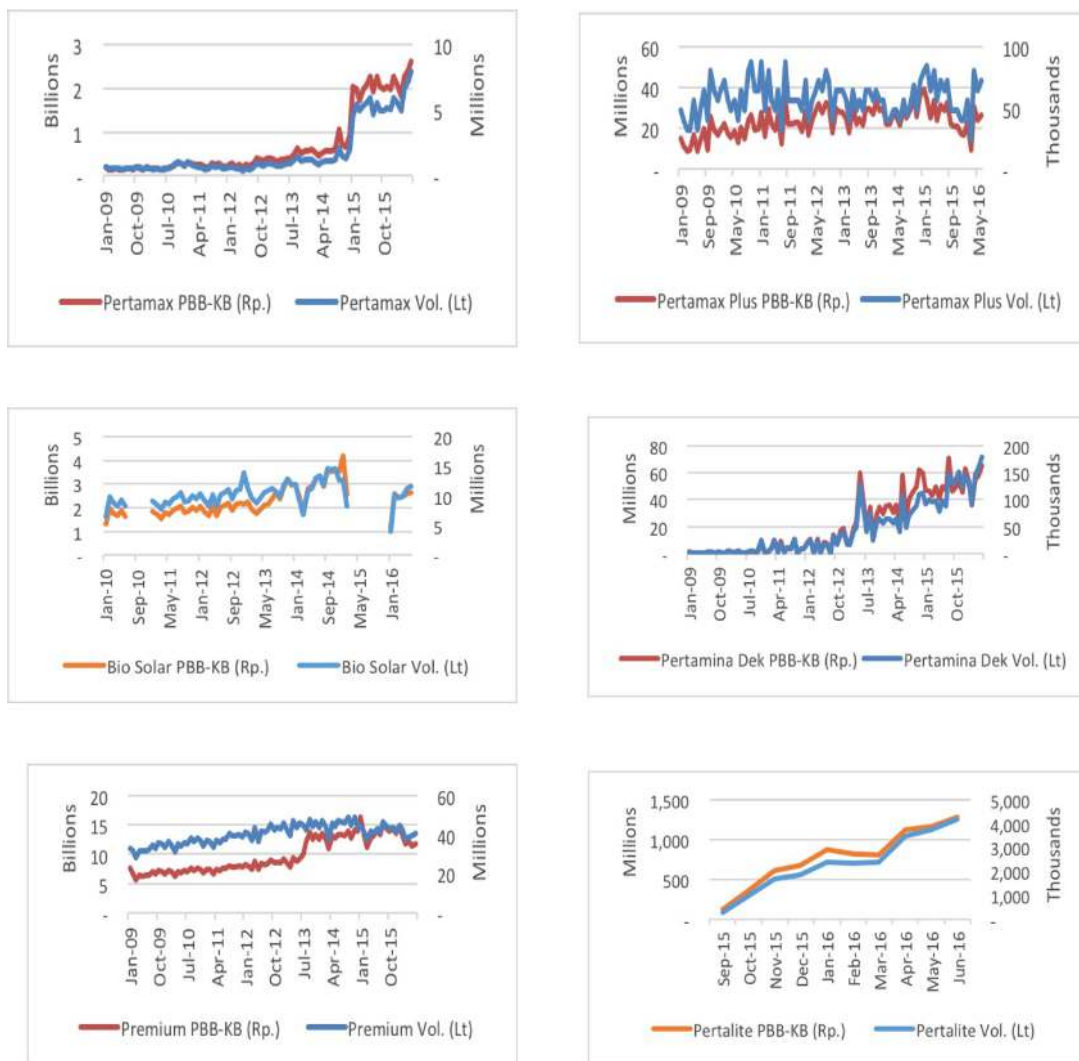 Billions
3
2
1
-
10
5
-
Millions
Jan-09
Oct-09
Jul-10
Apr-11
Jan-12
Oct-12
Jul-13
Apr-14
Jan-15
Oct-15
Pertamax PBB-KB (Rp.) Pertamax Vol. (Lt)
Millions
60
40
20
-
100
50
-
Thousands
Jan-09
Sep-09
May-10
Jan-11
Sep-11
May-12
Jan-13
Sep-13
May-14
Jan-15
Sep-15
May-16
Pertamax Plus PBB-KB (Rp.) Pertamax Plus Vol. (Lt)
Billions
5
4
3
2
1
-
20
15
10
5
-
Millions
Jan-10
Sep-10
May-11
Jan-12
Sep-12
May-13
Jan-14
Sep-14
May-15
Jan-16
Bio Solar PBB-KB (Rp.) Bio Solar Vol. (Lt)
Millions
80
60
40
20
-
200
150
100
50
-
Thousands
Jan-09
Oct-09
Jul-10
Apr-11
Jan-12
Oct-12
Jul-13
Apr-14
Jan-15
Oct-15
Pertamina Dek PBB-KB (Rp.) Pertamina Dek Vol. (Lt)
Billions
20
15
10
5
-
60
40
20
-
Millions
Jan-09
Oct-09
Jul-10
Apr-11
Jan-12
Oct-12
Jul-13
Apr-14
Jan-15
Oct-15
Premium PBB-KB (Rp.) Premium Vol. (Lt)
Millions
1,500
1,000
500
-
5,000
4,000
3,000
2,000
1,000
-
Thousands
Sep-15
Oct-15
Nov-15
Dec-15
Jan-16
Feb-16
Mar-16
Apr-16
May-16
Jun-16
Pertalite PBB-KB (Rp.) Pertalite Vol. (Lt)